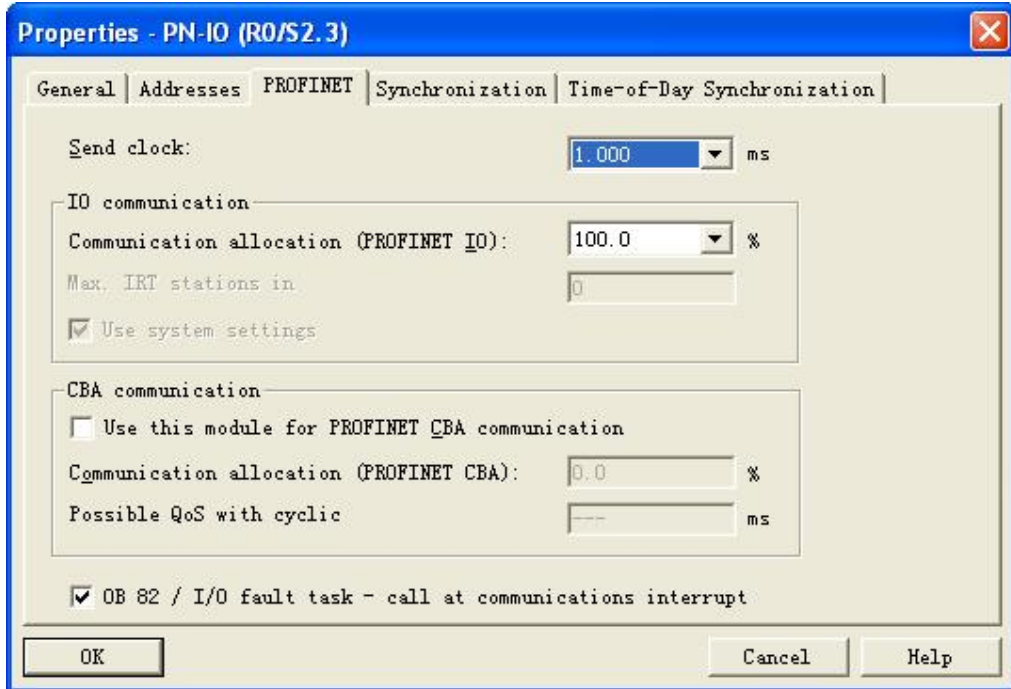 Properties - PN-IO (R0/S2.3)
General Addresses PROFINET Synchronization Time-of-Day Synchronization
Send clock: 1.000 ms
IO communication
Communication allocation (PROFINET IO): 100.0 %
Max. IRT stations in 0
Use system settings
CBA communication
Use this module for PROFINET CBA communication
Communication allocation (PROFINET CBA): 0.0 %
Possible QoS with cyclic --- ms
OB 82 / I/O fault task - call at communications interrupt
OK Cancel Help